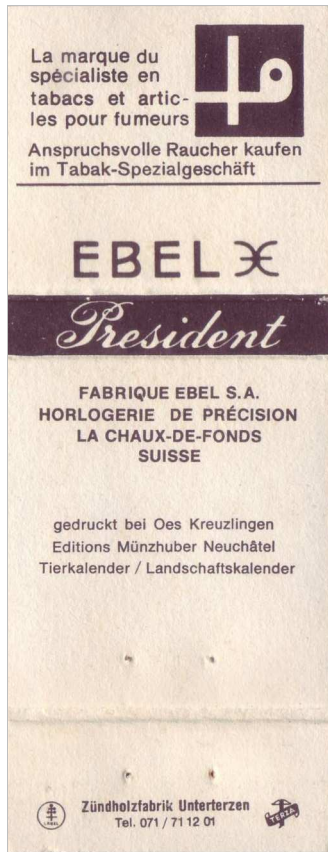 La marque du
spécialiste en
tabacs et artic-
les pour fumeurs
Anspruchsvolle Raucher kaufen
im Tabak-Spezialgeschäft
EBEL
President
FABRIQUE EBEL S.A.
HORLOGERIE DE PRÉCISION
LA CHAUX-DE-FONDS
SUISSE
gedruckt bei Oes Kreuzlingen
Editions Münzhuber Neuchâtel
Tierkalender / Landschaftskalender
Zündholzfabrik Unterterzen
Tel. 071 / 71 12 01
TERZA